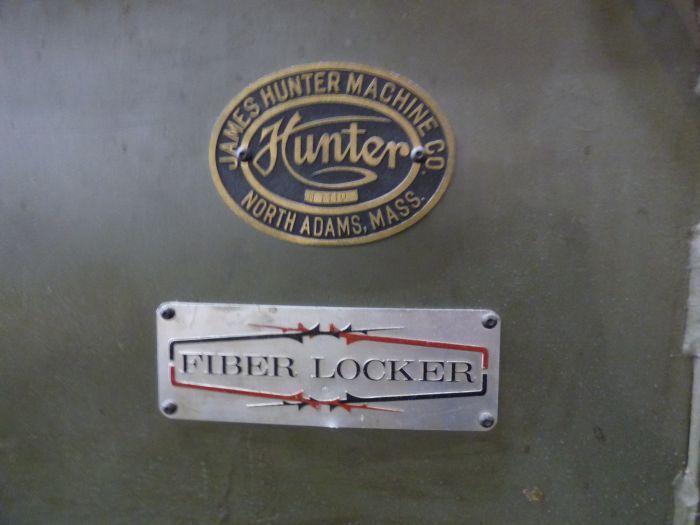 JAMES HUNTER MACHINE CO.
Hunter
NORTH ADAMS, MASS.
FIBER LOCKER